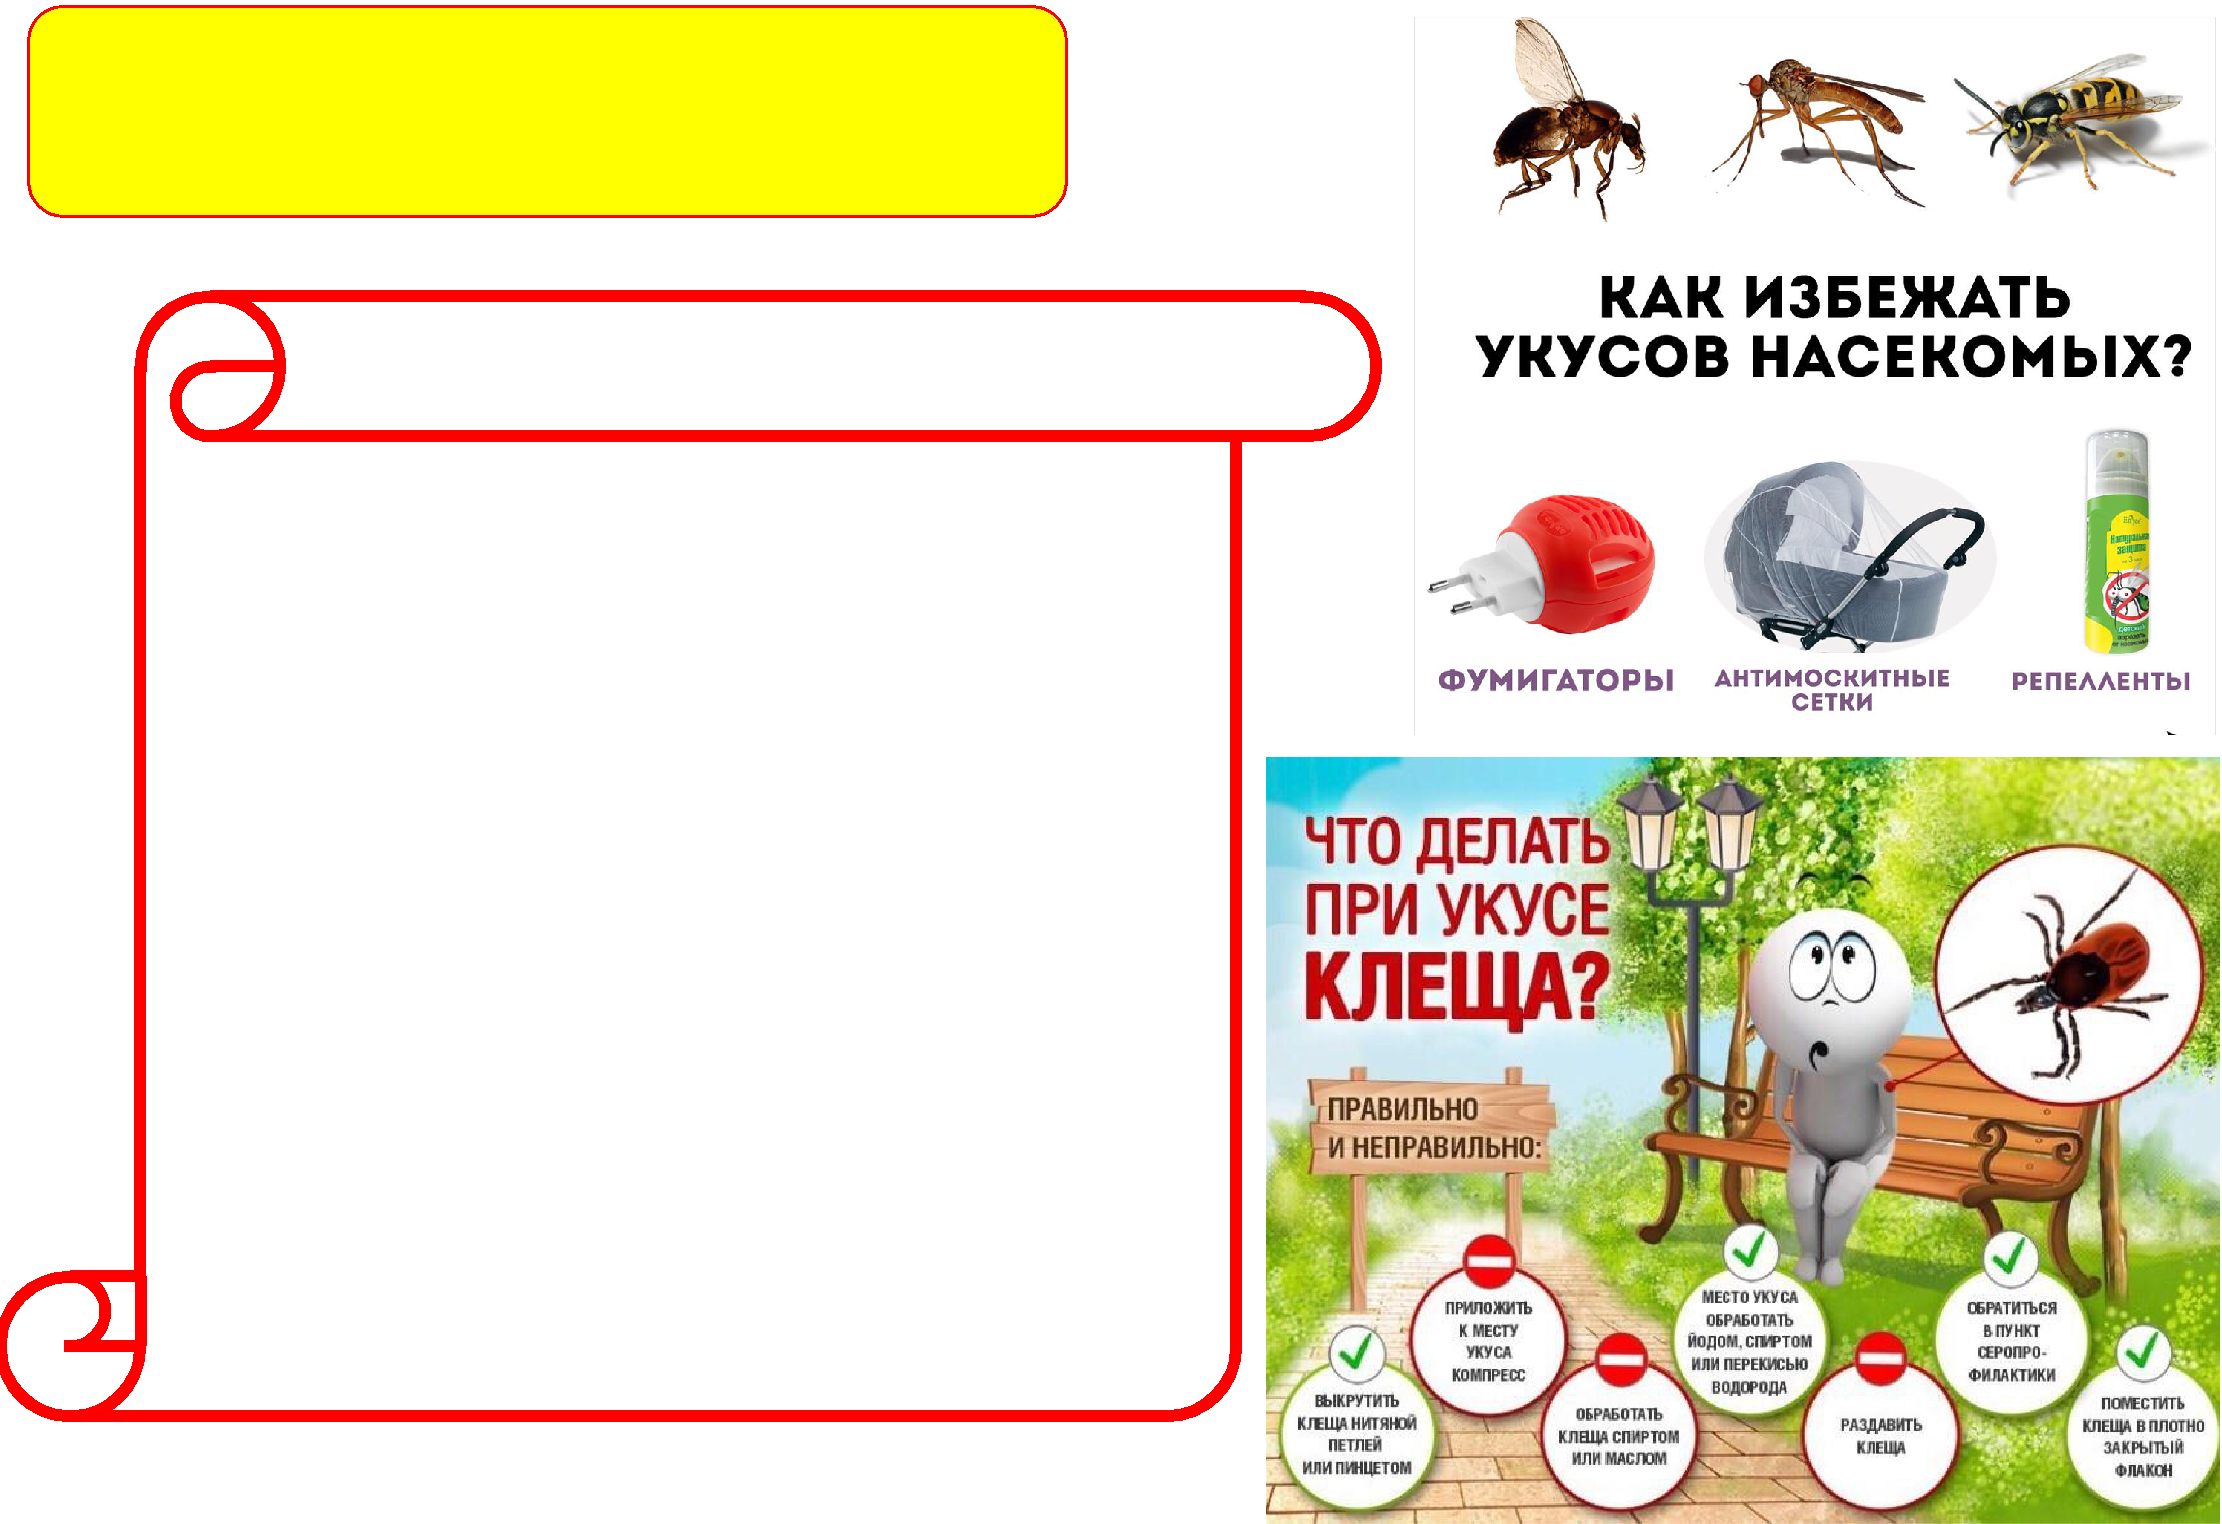 КАК ИЗБЕЖАТЬ
УКУСОВ НАСЕКОМЫХ?
Натуральная
защита
ФУМИГАТОРЫ
АНТИМОСКИТНЫЕ
СЕТКИ
РЕПЕЛЛЕНТЫ
ЧТО ДЕЛАТЬ
ПРИ УКУСЕ
КЛЕЩА?
ПРАВИЛЬНО
И НЕПРАВИЛЬНО:
ВЫКРУТИТЬ
КЛЕЩА НИТЯНОЙ
ПЕТЛЕЙ
ИЛИ ПИНЦЕТОМ
ПРИЛОЖИТЬ
К МЕСТУ
УКУСА
КОМПРЕСС
ОБРАБОТАТЬ
КЛЕЩА СПИРТОМ
ИЛИ МАСЛОМ
МЕСТО УКУСА
ОБРАБОТАТЬ
ЙОДОМ, СПИРТОМ
ИЛИ ПЕРЕКИСЬЮ
ВОДОРОДА
РАЗДАВИТЬ
КЛЕЩА
ОБРАТИТЬСЯ
В ПУНКТ
СЕРОПРО-
ФИЛАКТИКИ
ПОМЕСТИТЬ
КЛЕЩА В ПЛОТНО
ЗАКРЫТЫЙ
ФЛАКОН